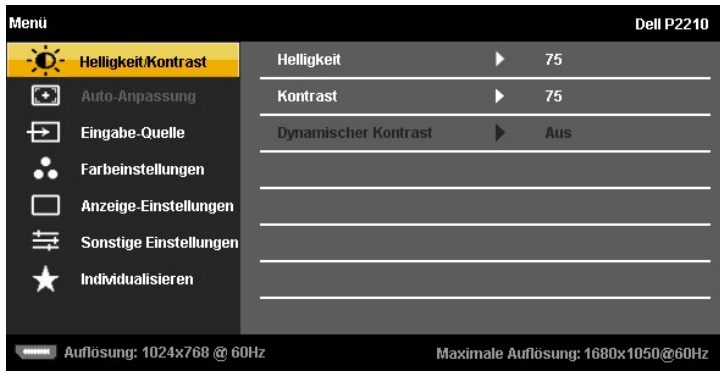 Menü Dell P2210
Helligkeit/Kontrast Helligkeit 75
Auto-Anpassung Kontrast 75
Eingabe-Quelle Dynamischer Kontrast Aus
Farbeinstellungen
Anzeige-Einstellungen
Sonstige Einstellungen
Individualisieren
Auflösung: 1024x768 @ 60Hz Maximale Auflösung: 1680x1050@60Hz